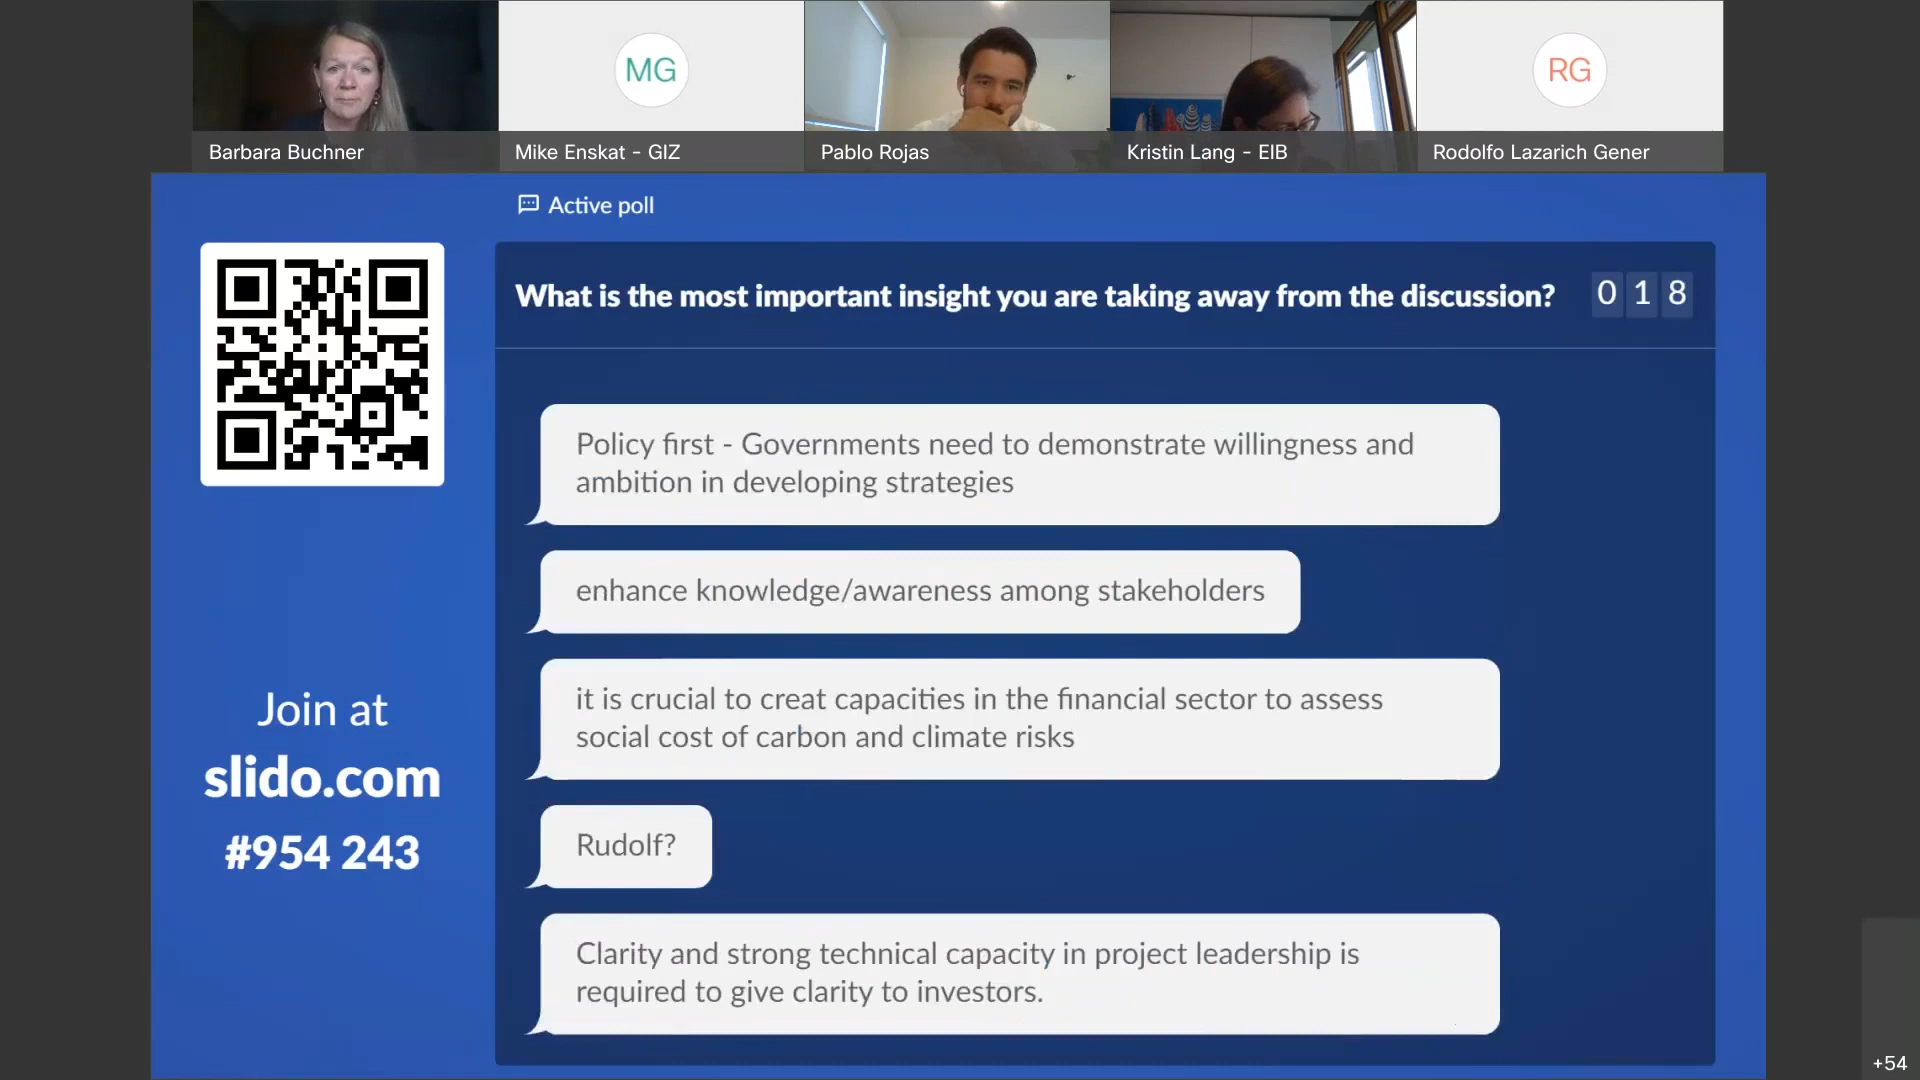 MG
RG
Barbara Buchner
Mike Enskat - GIZ
Pablo Rojas
Kristin Lang - EIB
Rodolfo Lazarich Gener
Active poll
What is the most important insight you are taking away from the discussion?
0 1 8
Policy first - Governments need to demonstrate willingness and
ambition in developing strategies
enhance knowledge/awareness among stakeholders
it is crucial to creat capacities in the financial sector to assess
social cost of carbon and climate risks
Rudolf?
Clarity and strong technical capacity in project leadership is
required to give clarity to investors.
Join at
slido.com
#954 243
+54